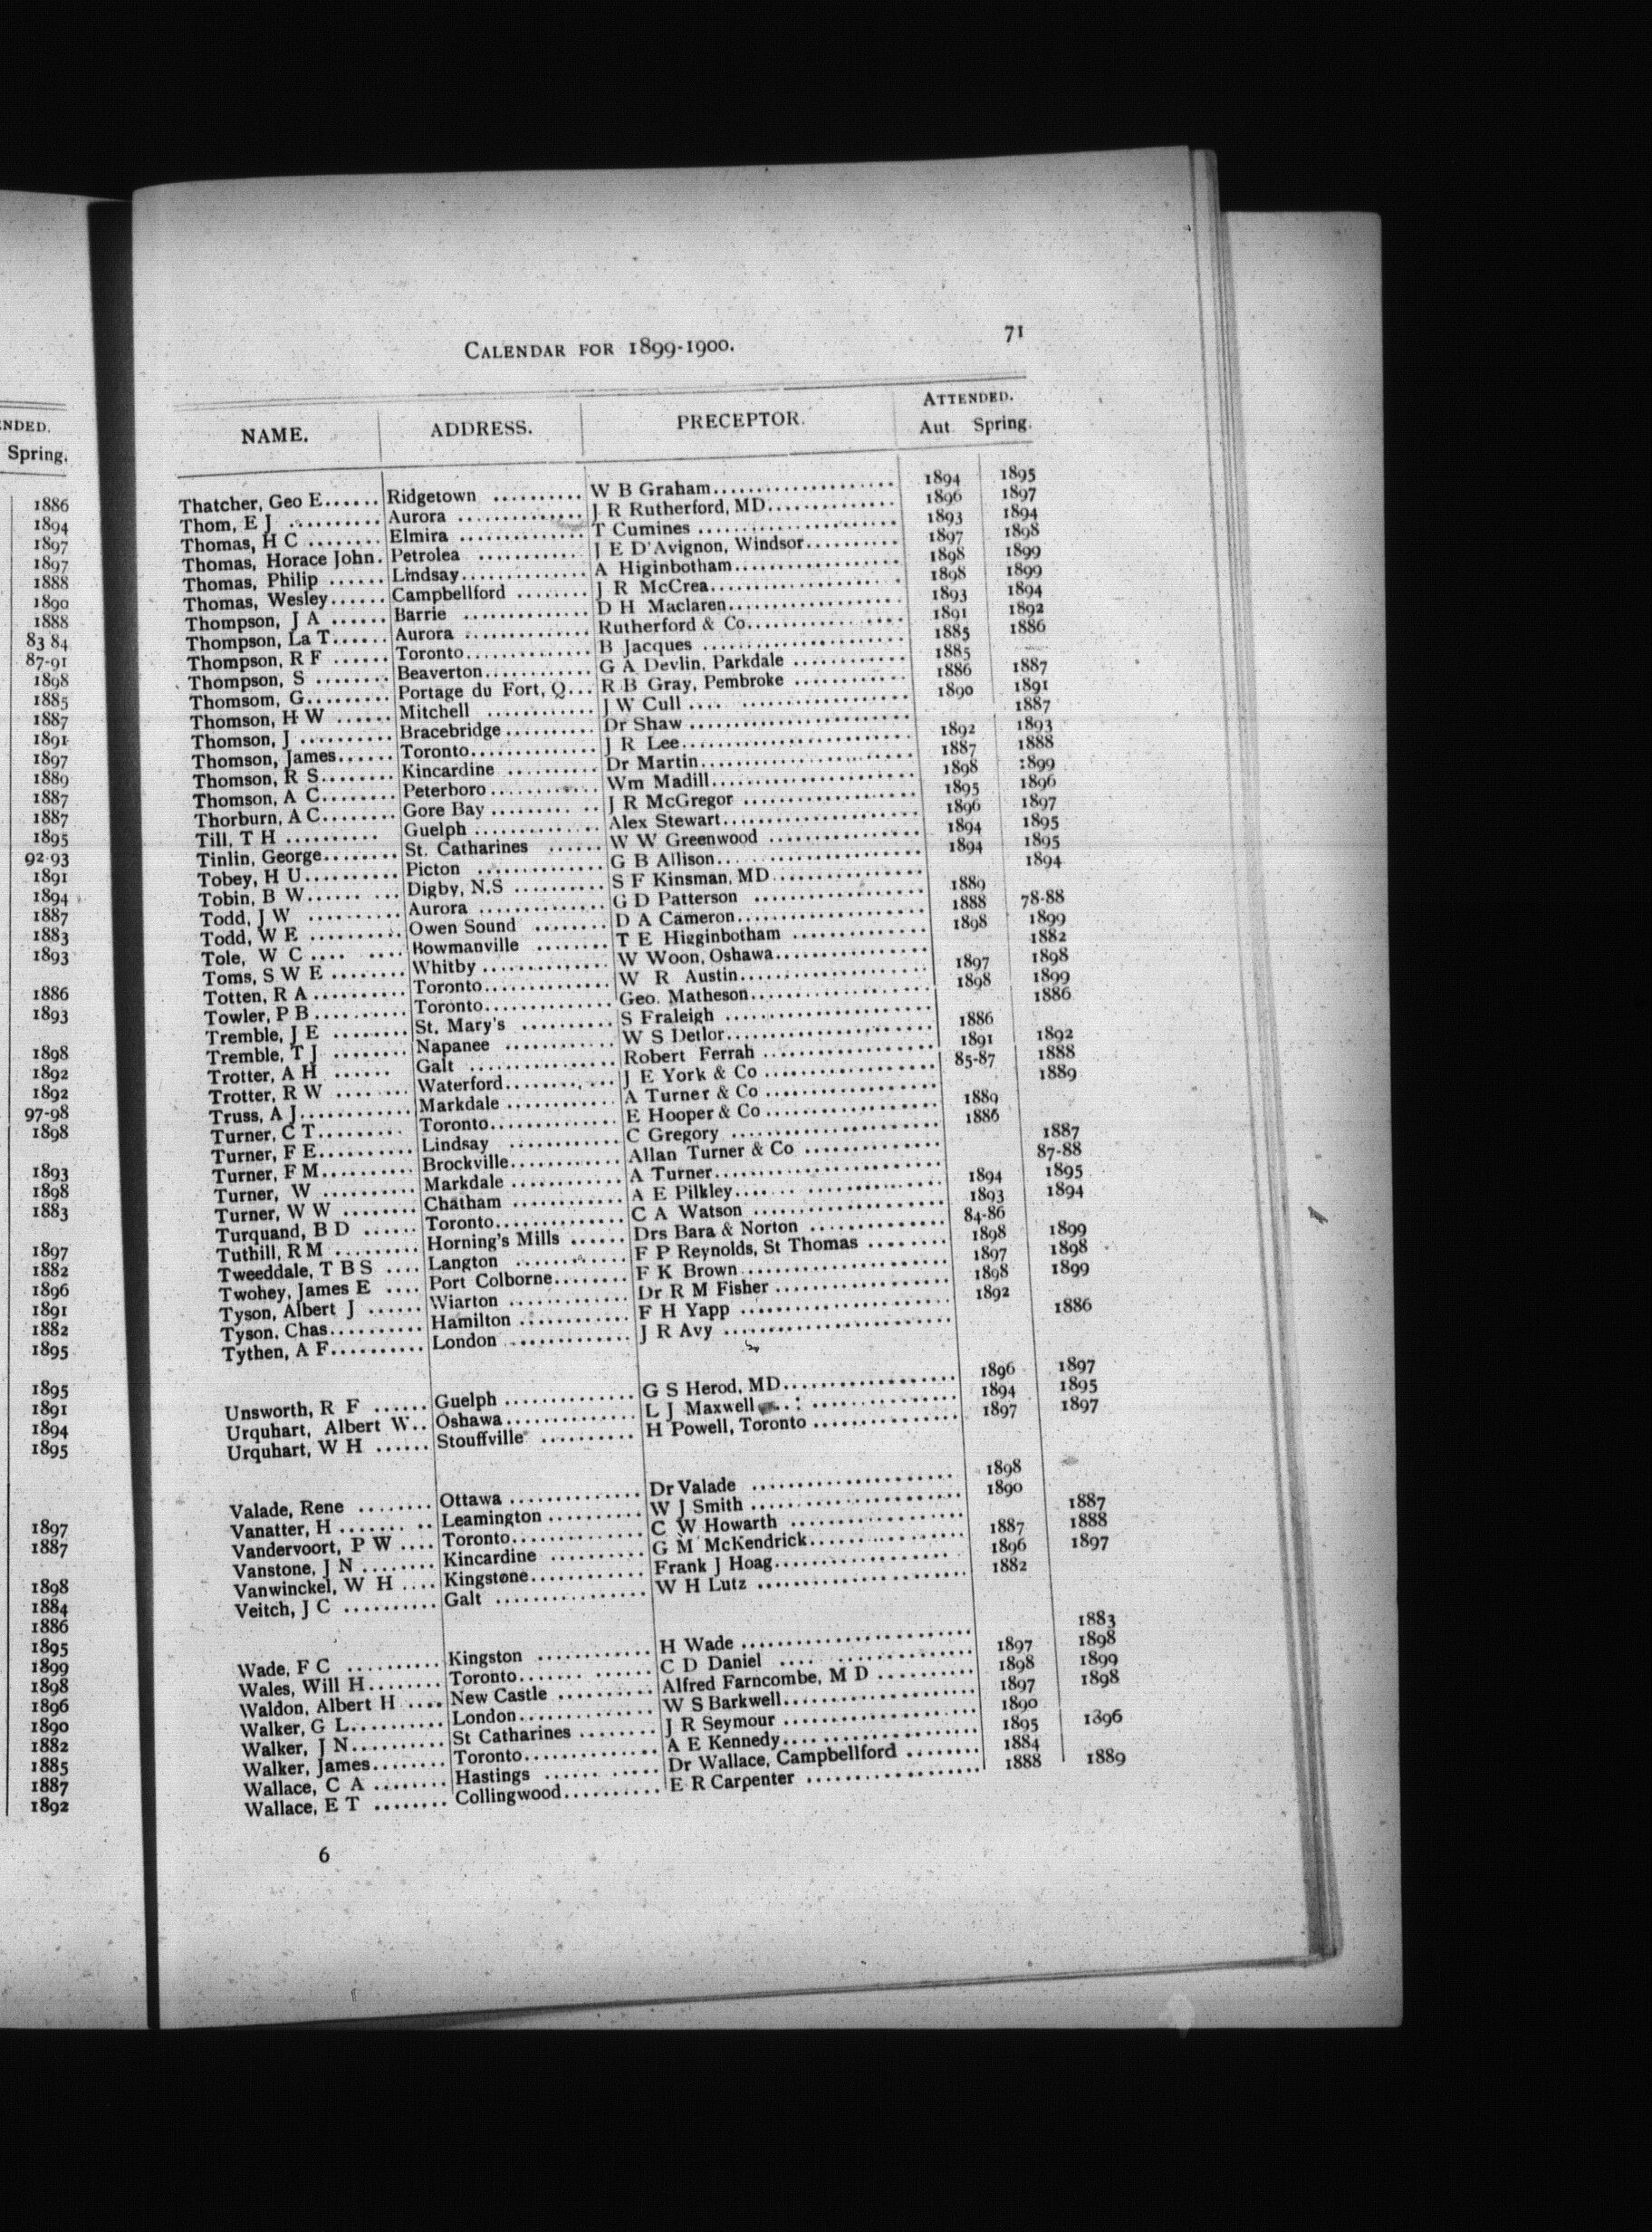 ENDED.
Spring.
1886
1894
1897
1897
1888
1890
1888
83 84
87-91
1898
1885
1887
1891
1897
1889
1887
1887
1895
92-93
1891
1894
1887
1883
1893
1886
1893
1898
1892
1892
97-98
1898
1893
1898
1883
1897
1882
1896
1891
1882
1895
1895
1891
1894
1895
1897
1887
1898
1884
1886
1895
1899
1898
1896
1890
1882
1885
1887
1892
CALENDAR FOR 1899-1900. 71
NAME. ADDRESS. PRECEPTOR. ATTENDED.
Aut Spring.
Thatcher, Geo E...... Ridgetown .......... W B Graham.................... 1894 1895
Thom, E J .......... Aurora .............. J R Rutherford, MD.............. 1896 1897
Thomas, H C ........ Elmira .............. T Cumines ...................... 1893 1894
Thomas, Horace John. Petrolea ........... J E D'Avignon, Windsor.......... 1897 1898
Thomas, Philip ...... Lindsay.............. A Higinbotham.................. 1898 1899
Thomas, Wesley...... Campbellford ........ J R McCrea.................... 1898 1899
Thompson, J A ...... Barrie .............. D H Maclaren.................. 1893 1894
Thompson, La T...... Aurora .............. Rutherford & Co................ 1891 1892
Thompson, R F ...... Toronto.............. B Jacques ...................... 1885 1886
Thompson, S ........ Beaverton............ G A Devlin, Parkdale ............ 1885
Thomsom, G......... Portage du Fort, Q... R B Gray, Pembroke ............ 1886 1887
Thomson, H W ...... Mitchell ............ J W Cull .... .................. 1890 1891
Thomson, J .......... Bracebridge.......... Dr Shaw ........................ 1887
Thomson, James...... Toronto.............. J R Lee........................ 1892 1893
Thomson, R S........ Kincardine .......... Dr Martin...................... 1887 1888
Thomson, A C........ Peterboro............ Wm Madill...................... 1898 1899
Thorburn, A C........ Gore Bay ......... .. J R McGregor .................. 1895 1896
Till, T H .......... Guelph .............. Alex Stewart.................... 1896 1897
Tinlin, George........ St. Catharines ...... W W Greenwood ................ 1894 1895
Tobey, H U.......... Picton .............. G B Allison.... ................ 1894 1895
Tobin, B W...... ... Digby, N.S .......... S F Kinsman, MD................ 1894
Todd, J W .......... Aurora .............. G D Patterson .................. 1889
Todd, W E .......... Owen Sound ........ D A Cameron.................... 1888 78-88
Tole, W C.... .... Bowmanville ........ T E Higginbotham .............. 1898 1899
Toms, S W E ........ Whitby.............. W Woon, Oshawa................ 1882
Totten, R A.......... Toronto.............. W R Austin.................... 1897 1898
Towler, P B.......... Toronto.............. Geo. Matheson.................. 1898 1899
Tremble, J E ........ St. Mary's .......... S Fraleigh ...................... 1886
Tremble, T J ........ Napanee ............ W S Detlor...................... 1886
Trotter, A H ...... Galt ................ Robert Ferrah .................. 1891 1892
Trotter, R W ........ Waterford............ J E York & Co .................. 85-87 1888
Truss, A J............ Markdale ............ A Turner & Co .................. 1889
Turner, C T.......... Toronto.............. E Hooper & Co .................. 1889
Turner, F E.......... Lindsay ............ C Gregory ...................... 1886
Turner, F M.......... Brockville............ Allan Turner & Co .............. 1887
Turner, W .......... Markdale ............ A Turner........................ 87-88
Turner, W W ........ Chatham ............ A E Pilkley.... ................ 1894 1895
Turquand, B D ...... Toronto.............. C A Watson .................... 1893 1894
Tuthill, R M ......... Horning's Mills ...... Drs Bara & Norton .............. 84-86
Tweeddale, T B S .... Langton ............ F P Reynolds, St Thomas ........ 1898 1899
Twohey, James E .... Port Colborne........ F K Brown...................... 1897 1898
Tyson, Albert J ...... Wiarton ............ Dr R M Fisher .................. 1898 1899
Tyson, Chas.......... Hamilton ............ F H Yapp ...................... 1892
Tythen, A F.......... London ............ J R Avy ........................ 1886
Unsworth, R F ...... Guelph .............. G S Herod, MD.................. 1896 1897
Urquhart, Albert W.. Oshawa.............. L J Maxwell .................. 1894 1895
Urquhart, W H ...... Stouffville .......... H Powell, Toronto .............. 1897 1897
Valade, Rene ........ Ottawa .............. Dr Valade ...................... 1898
Vanatter, H ....... .. Leamington .......... W J Smith ...................... 1890
Vandervoort, P W .... Toronto.............. C W Howarth .................. 1887
Vanstone, J N ........ Kincardine .......... G M McKendrick................ 1887 1888
Vanwinckel, W H .... Kingstone............ Frank J Hoag.................. 1896 1897
Veitch, J C .......... Galt ................ W H Lutz ...................... 1882
Wade, F C .......... Kingston ............ H Wade ........................ 1883
Wales, Will H........ Toronto....... ...... C D Daniel .... .............. 1897 1898
Waldon, Albert H .... New Castle .......... Alfred Farncombe, M D .......... 1898 1899
Walker, G L.......... London.............. W S Barkwell.................... 1897 1898
Walker, J N.......... St Catharines ........ J R Seymour .................... 1890
Walker, James........ Toronto.............. A E Kennedy.................... 1895 1896
Wallace, C A ........ Hastings ...... ..... Dr Wallace, Campbellford ........ 1884
Wallace, E T ........ Collingwood.......... E R Carpenter .................. 1888 1889
6